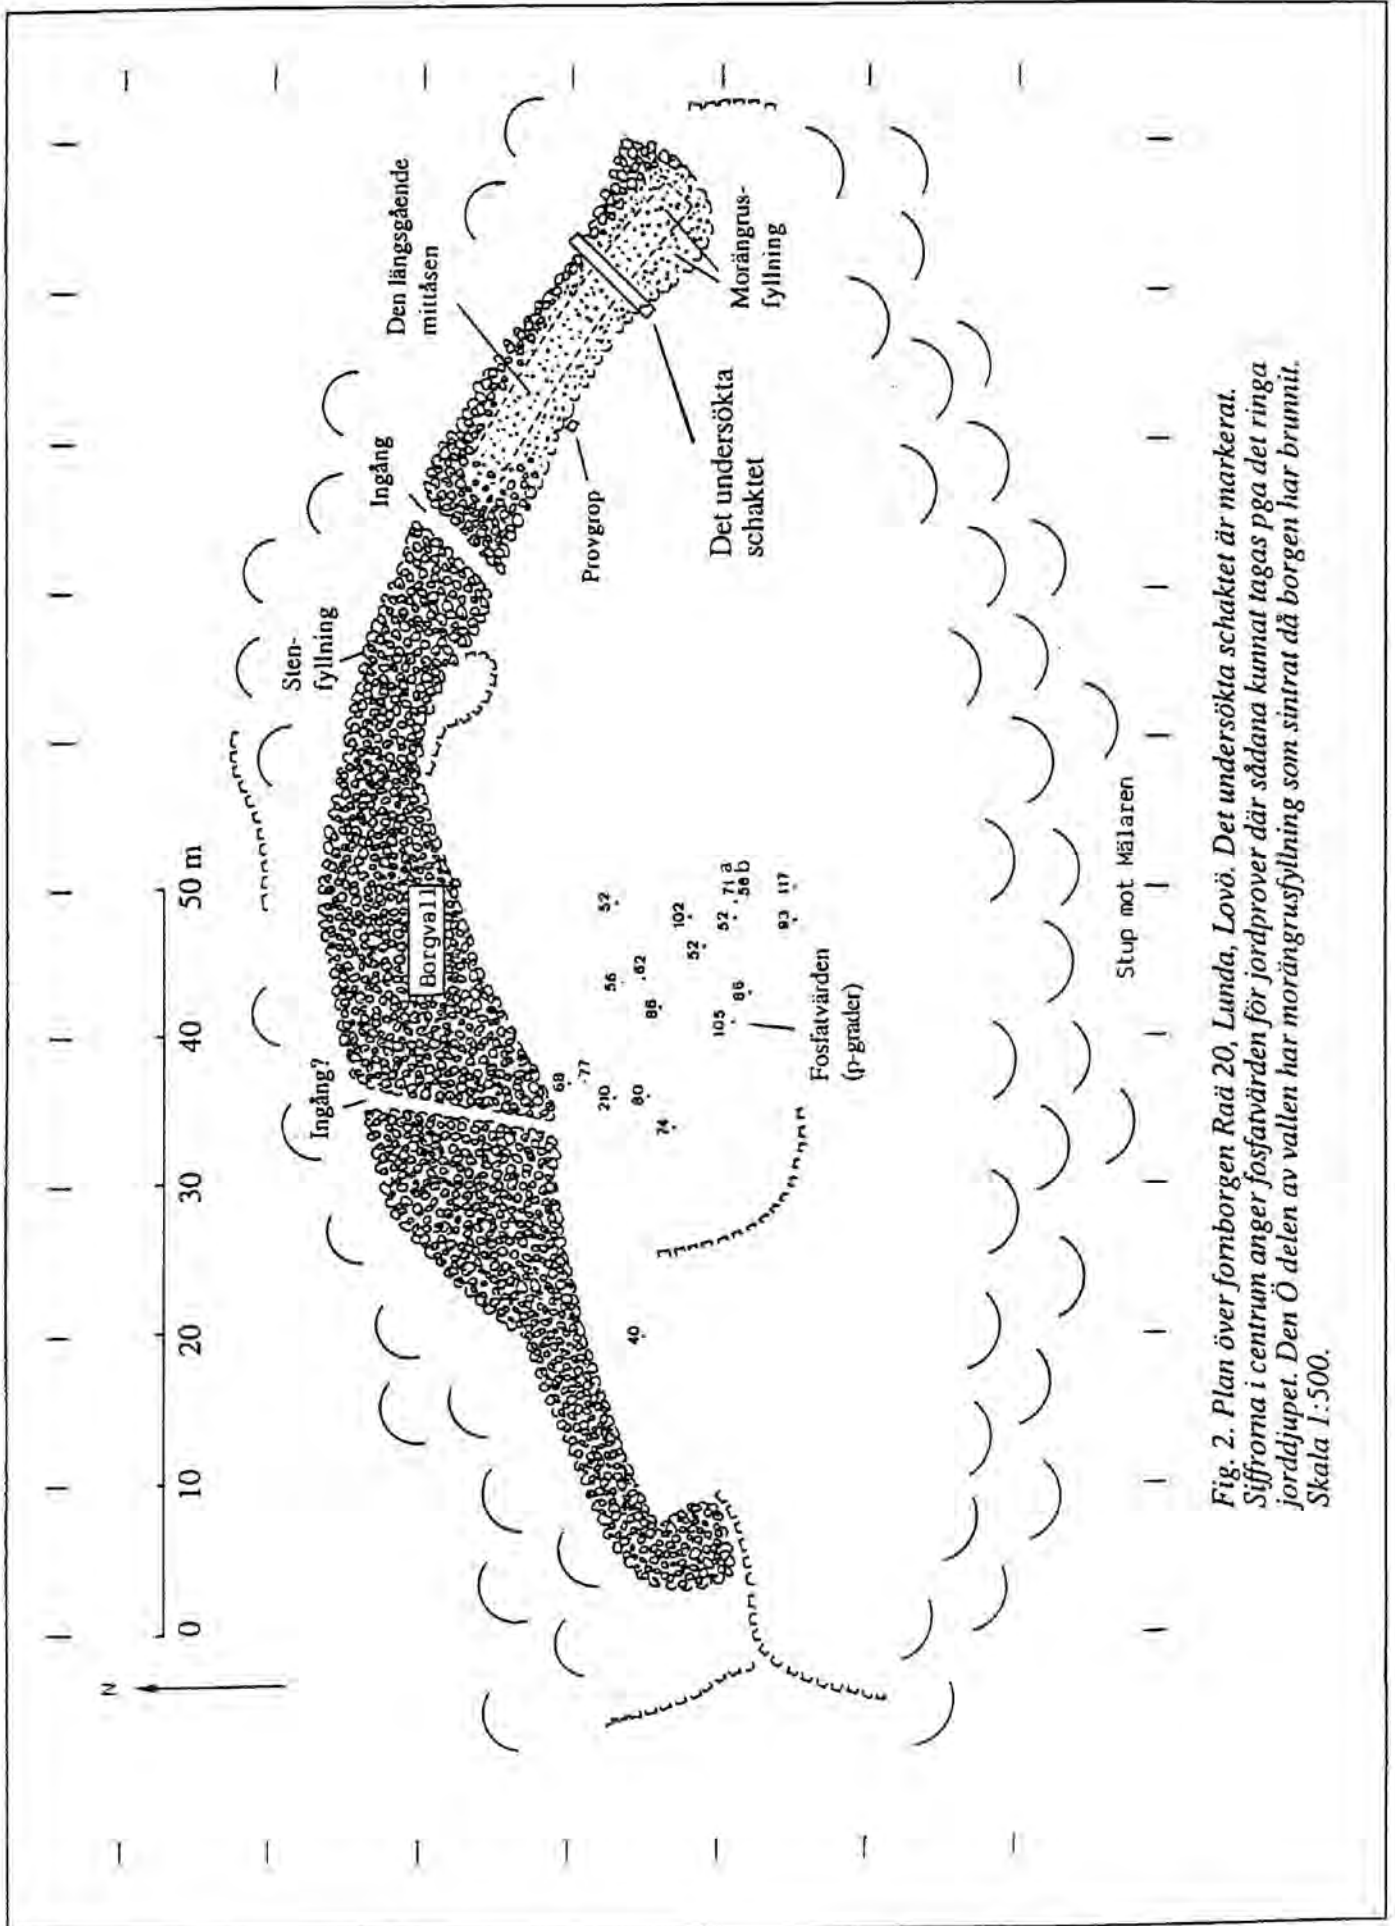 N
0 10 20 30 40 50 m
Ingång?
Sten-
fyllning
Ingång
Den längsgående
mittåsen
Borgvall
Provgrop
Det undersökta
schaktet
Morängrus-
fyllning
40
74
210
80
68
77
86
56
62
52
105
86
52
102
52
71 a
58 b
93
117
Fosfatvärden
(p-grader)
Stup mot Mälaren
Fig. 2. Plan över fornborgen Raä 20, Lunda, Lovö. Det undersökta schaktet är markerat.
Siffrorna i centrum anger fosfatvärden för jordprover där sådana kunnat tagas pga det ringa
jorddjupet. Den Ö delen av vallen har morängrusfyllning som sintrat då borgen har brunnit.
Skala 1:500.